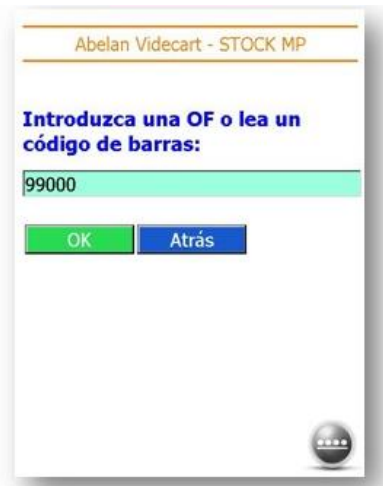 Abelan Videcart - STOCK MP
Introduzca una OF o lea un
código de barras:
99000
OK Atrás